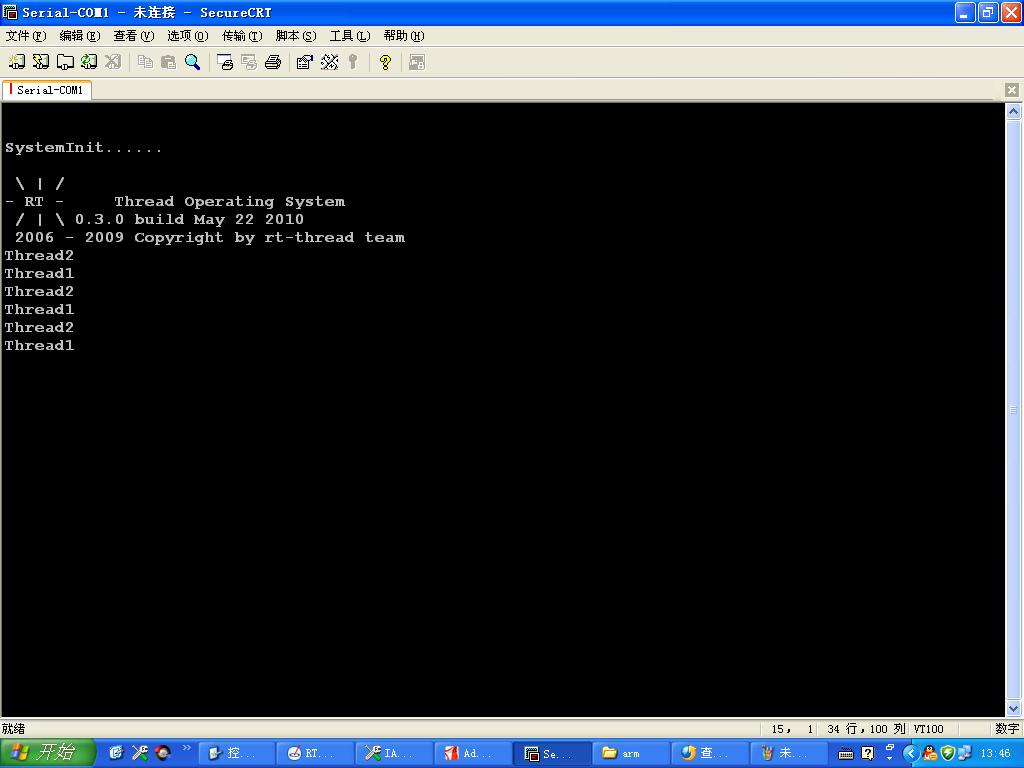 Serial-COM1 - 未连接 - SecureCRT
文件(F) 编辑(E) 查看(V) 选项(O) 传输(T) 脚本(S) 工具(L) 帮助(H)
Serial-COM1
SystemInit......
\ | /
- RT -     Thread Operating System
/ | \ 0.3.0 build May 22 2010
2006 - 2009 Copyright by rt-thread team
Thread2
Thread1
Thread2
Thread1
Thread2
Thread1
就绪 15, 1 34 行,100 列 VT100 数字
开始 控... RT... IA... Ad... Se... arm 查... 未... 13:46